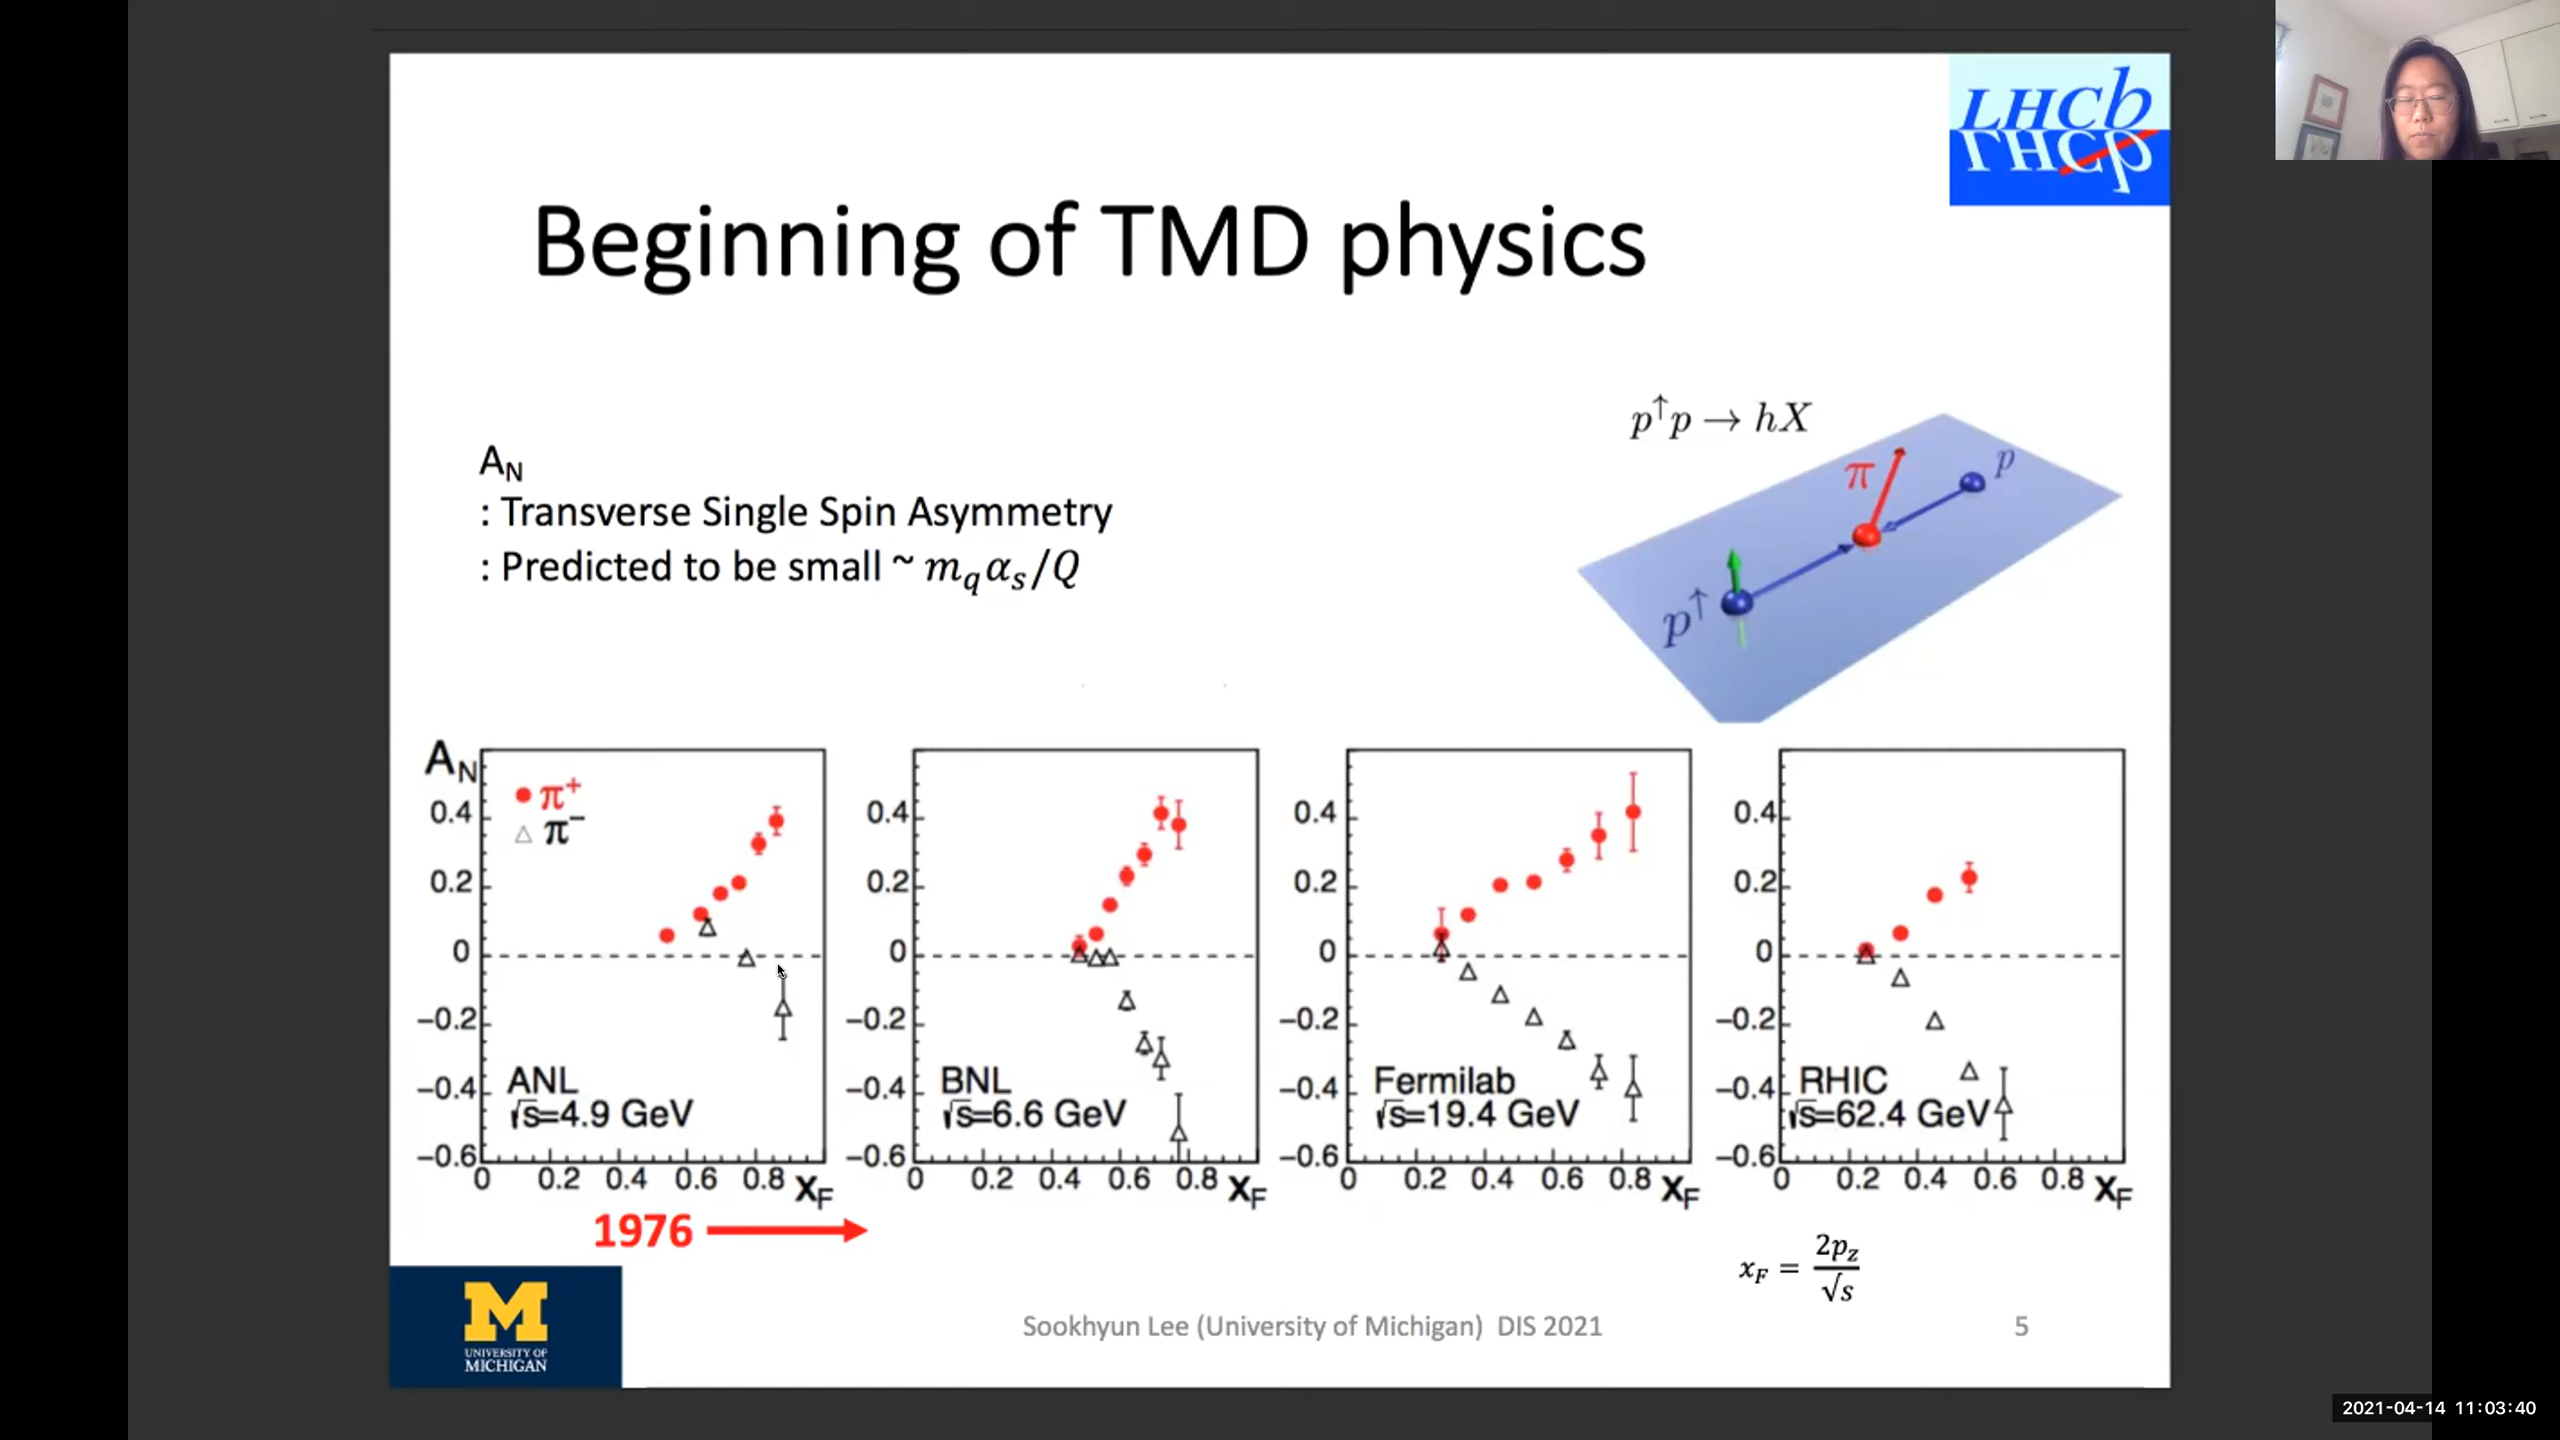 LHCb
LHCp
Beginning of TMD physics
p↑p → hX
π
p
p↑
A_N
: Transverse Single Spin Asymmetry
: Predicted to be small ~ m_q α_s/Q
A_N
π+
π−
0.4
0.2
0
−0.2
−0.4
−0.6
ANL
√s=4.9 GeV
0 0.2 0.4 0.6 0.8 x_F
0.4
0.2
0
−0.2
−0.4
−0.6
BNL
√s=6.6 GeV
0 0.2 0.4 0.6 0.8 x_F
0.4
0.2
0
−0.2
−0.4
−0.6
Fermilab
√s=19.4 GeV
0 0.2 0.4 0.6 0.8 x_F
0.4
0.2
0
−0.2
−0.4
−0.6
RHIC
√s=62.4 GeV
0 0.2 0.4 0.6 0.8 x_F
1976
x_F = 2p_z/√s
M
UNIVERSITY OF
MICHIGAN
Sookhyun Lee (University of Michigan) DIS 2021
5
2021-04-14 11:03:40